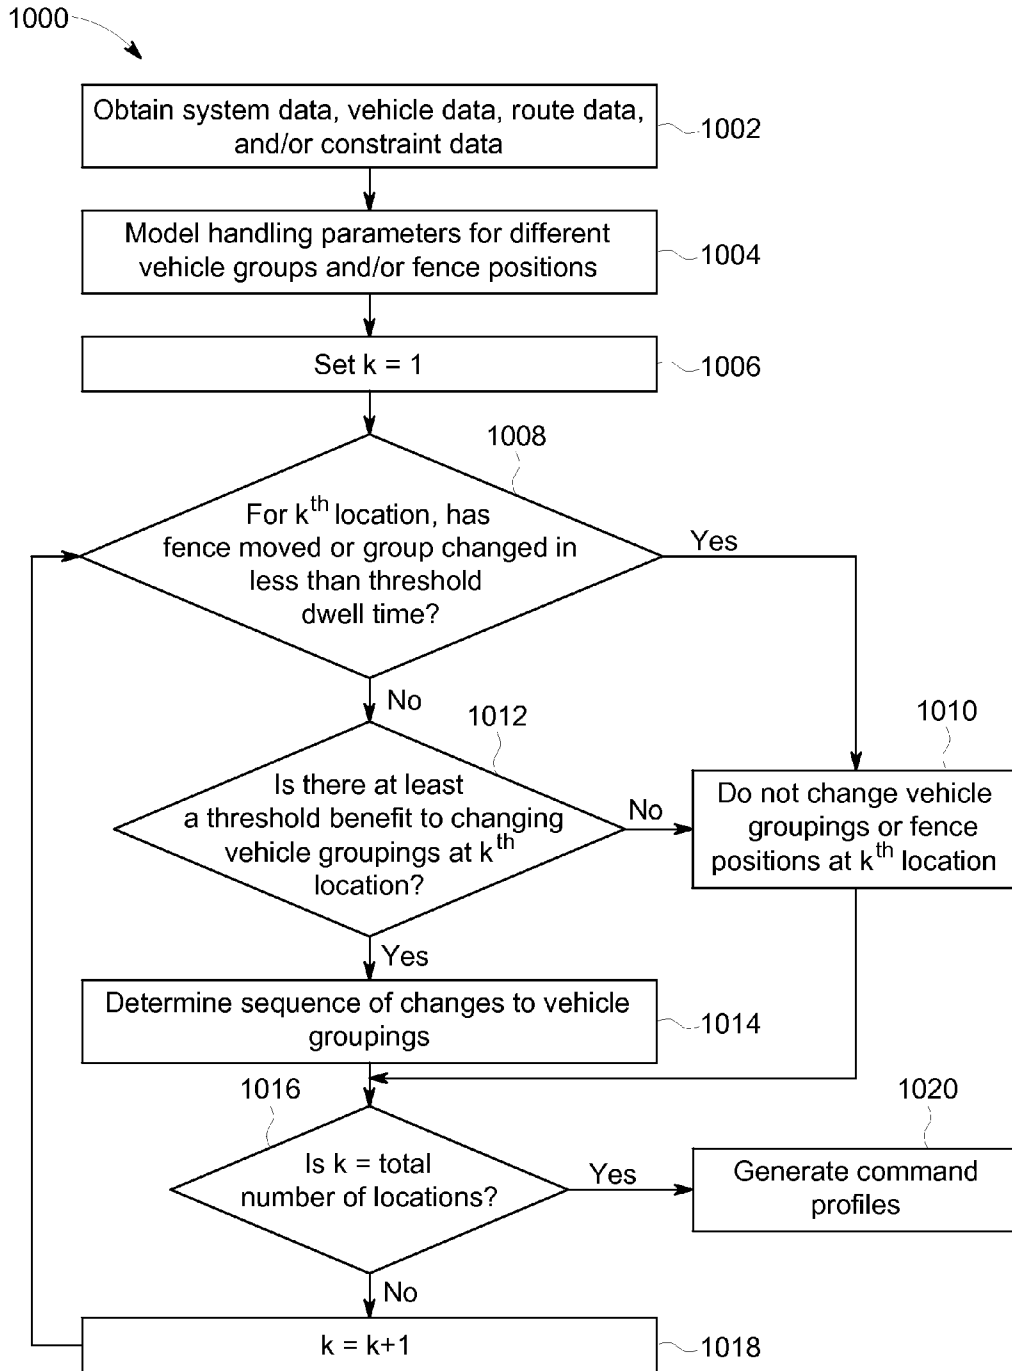 1000
Obtain system data, vehicle data, route data,
and/or constraint data
1002
Model handling parameters for different
vehicle groups and/or fence positions
1004
Set k = 1
1006
1008
For kth location, has
fence moved or group changed in
less than threshold
dwell time?
Yes
No
1012
1010
Is there at least
a threshold benefit to changing
vehicle groupings at kth
location?
No
Do not change vehicle
groupings or fence
positions at kth location
Yes
Determine sequence of changes to vehicle
groupings
1014
1016
1020
Is k = total
number of locations?
Yes
Generate command
profiles
No
k = k+1
1018